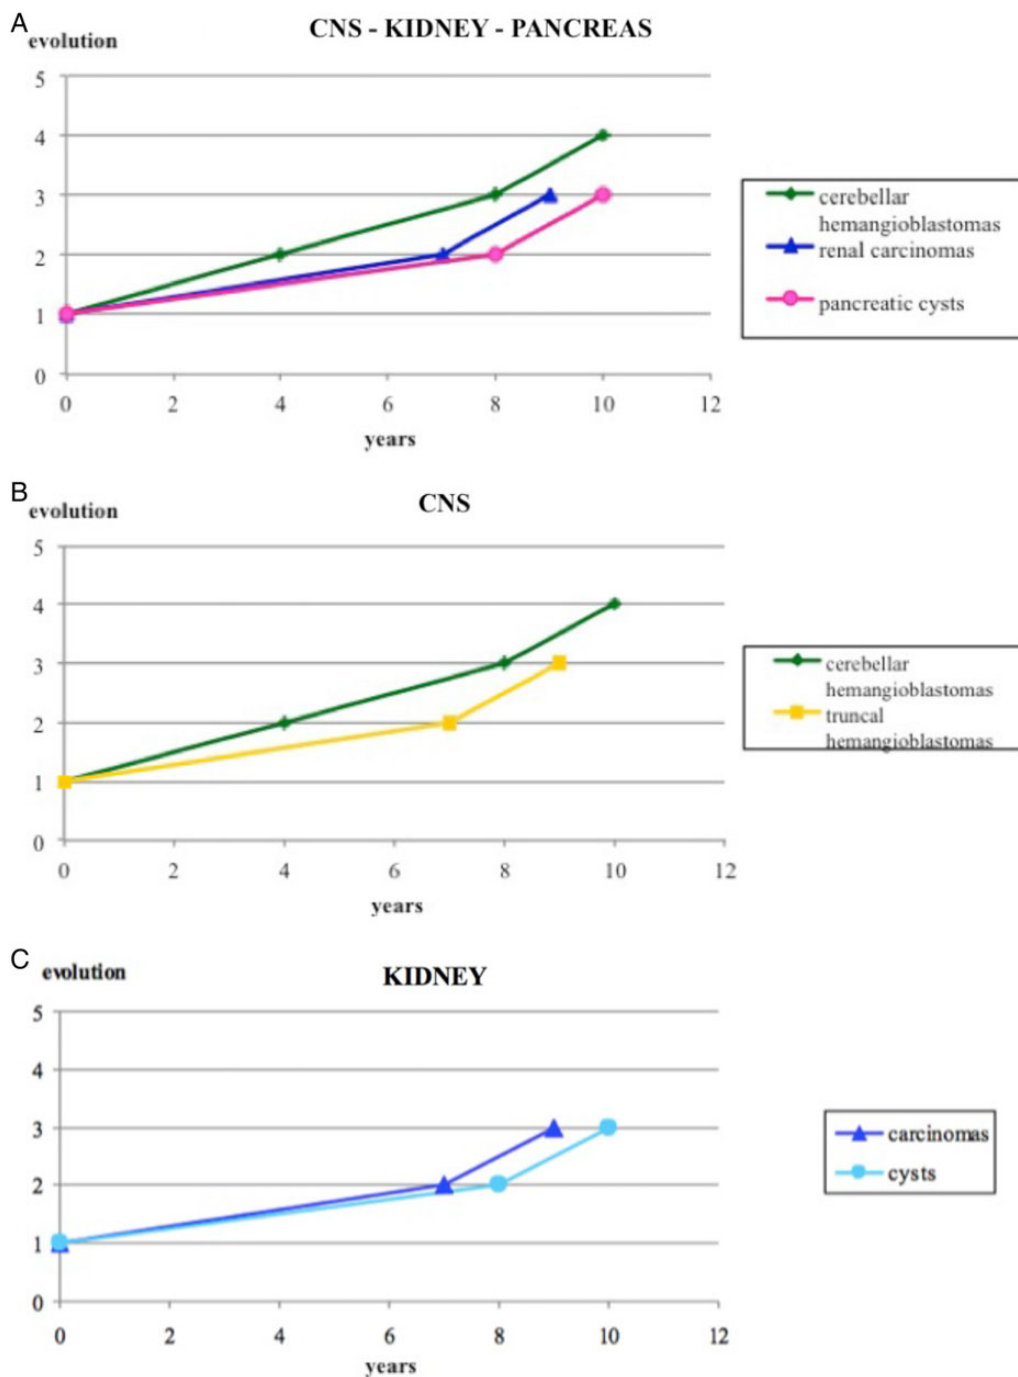 A
CNS - KIDNEY - PANCREAS
evolution
5
4
3
2
1
0
0 2 4 6 8 10 12
years
cerebellar
hemangioblastomas
renal carcinomas
pancreatic cysts
B
CNS
evolution
5
4
3
2
1
0
0 2 4 6 8 10 12
years
cerebellar
hemangioblastomas
truncal
hemangioblastomas
C
evolution
KIDNEY
5
4
3
2
1
0
0 2 4 6 8 10 12
years
carcinomas
cysts